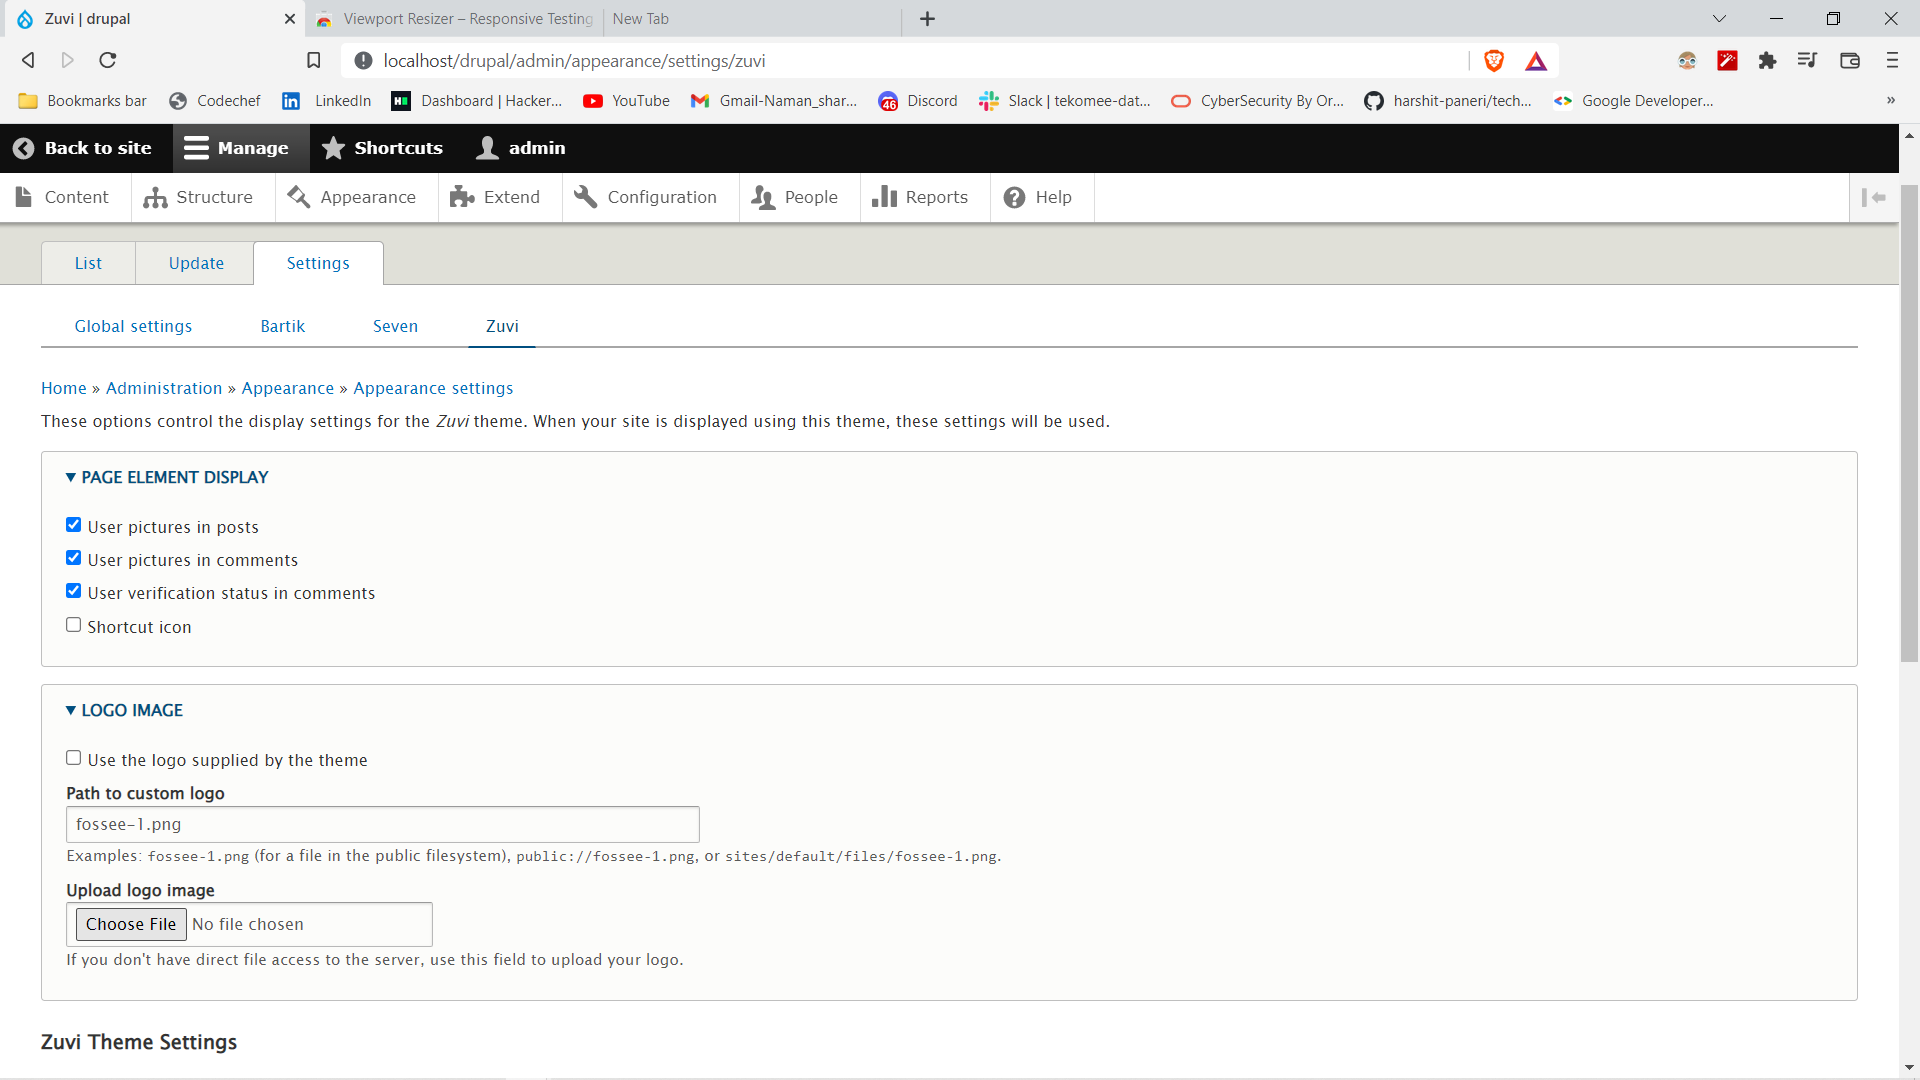 Zuvi | drupal
Viewport Resizer – Responsive Testing
New Tab
localhost/drupal/admin/appearance/settings/zuvi
Bookmarks bar
Codechef
LinkedIn
Dashboard | Hacker...
YouTube
Gmail-Naman_shar...
46
Discord
Slack | tekomee-dat...
CyberSecurity By Or...
harshit-paneri/tech...
Google Developer...
»
Back to site
Manage
Shortcuts
admin
Content
Structure
Appearance
Extend
Configuration
People
Reports
Help
List
Update
Settings
Global settings
Bartik
Seven
Zuvi
Home » Administration » Appearance » Appearance settings
These options control the display settings for the Zuvi theme. When your site is displayed using this theme, these settings will be used.
PAGE ELEMENT DISPLAY
User pictures in posts
User pictures in comments
User verification status in comments
Shortcut icon
LOGO IMAGE
Use the logo supplied by the theme
Path to custom logo
fossee-1.png
Examples: fossee-1.png (for a file in the public filesystem), public://fossee-1.png, or sites/default/files/fossee-1.png.
Upload logo image
Choose File No file chosen
If you don't have direct file access to the server, use this field to upload your logo.
Zuvi Theme Settings